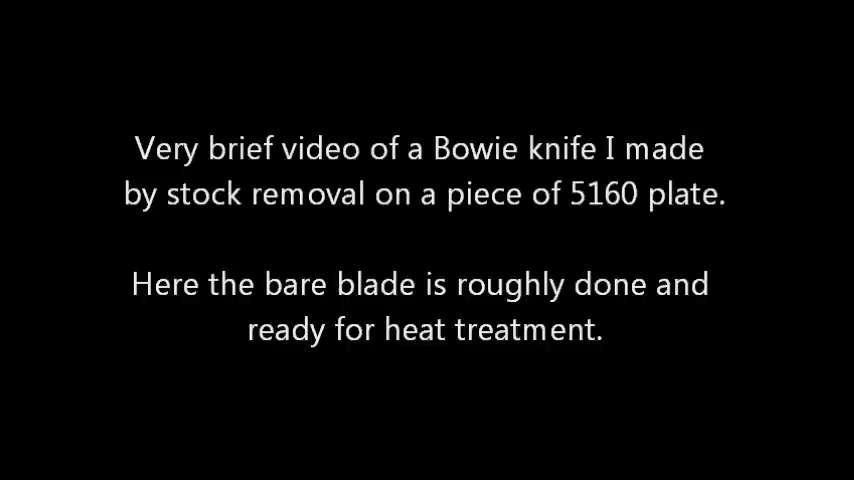 Very brief video of a Bowie knife I made
by stock removal on a piece of 5160 plate.
Here the bare blade is roughly done and
ready for heat treatment.